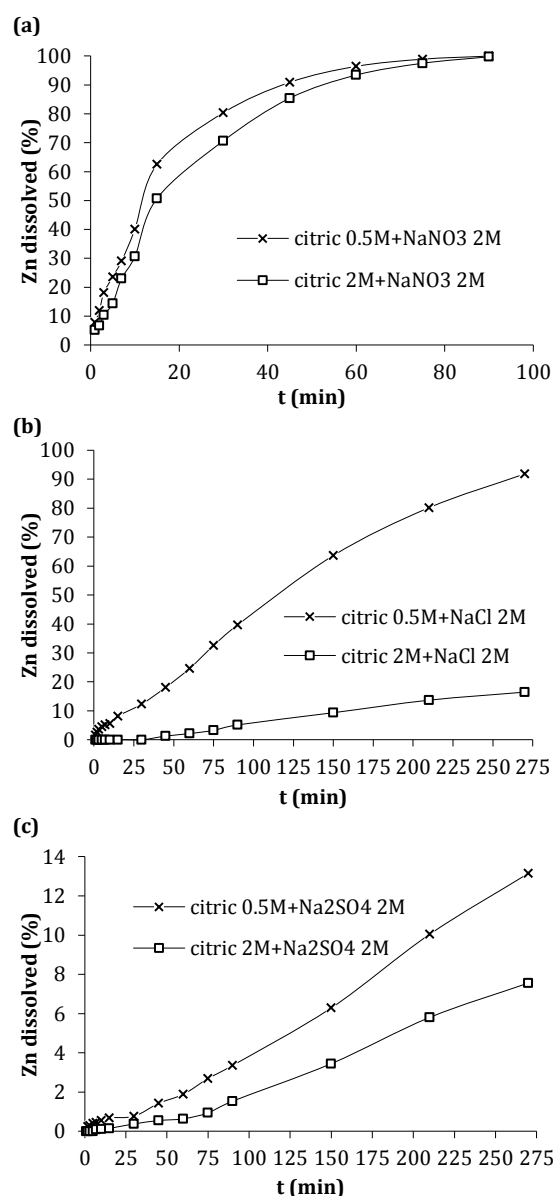 (a)
100
90
80
70
60
50
40
30
20
10
0
Zn dissolved (%)
citric 0.5M+NaNO3 2M
citric 2M+NaNO3 2M
0 20 40 60 80 100
t (min)
(b)
100
90
80
70
60
50
40
30
20
10
0
Zn dissolved (%)
citric 0.5M+NaCl 2M
citric 2M+NaCl 2M
0 25 50 75 100 125 150 175 200 225 250 275
t (min)
(c)
14
12
10
8
6
4
2
0
Zn dissolved (%)
citric 0.5M+Na2SO4 2M
citric 2M+Na2SO4 2M
0 25 50 75 100 125 150 175 200 225 250 275
t (min)